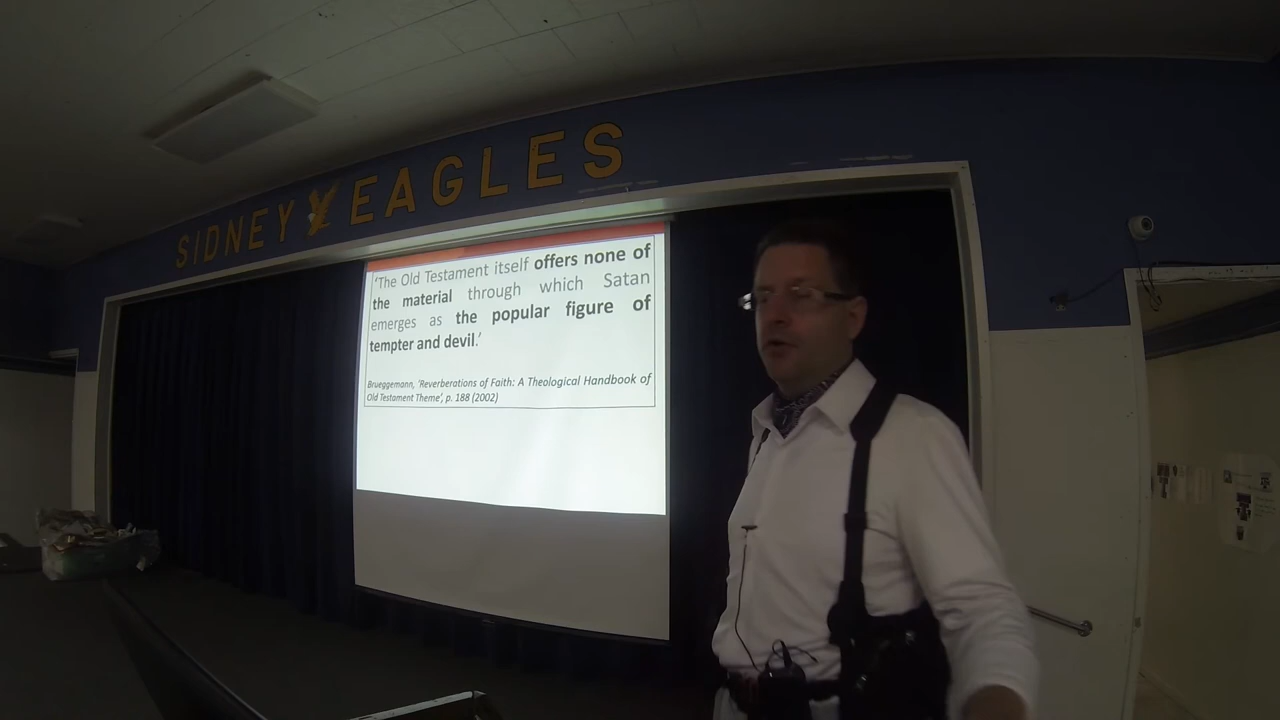 SIDNEY EAGLES
'The Old Testament itself offers none of
the material through which Satan
emerges as the popular figure of
tempter and devil.'
Brueggemann, 'Reverberations of Faith: A Theological Handbook of
Old Testament Theme', p. 188 (2002)